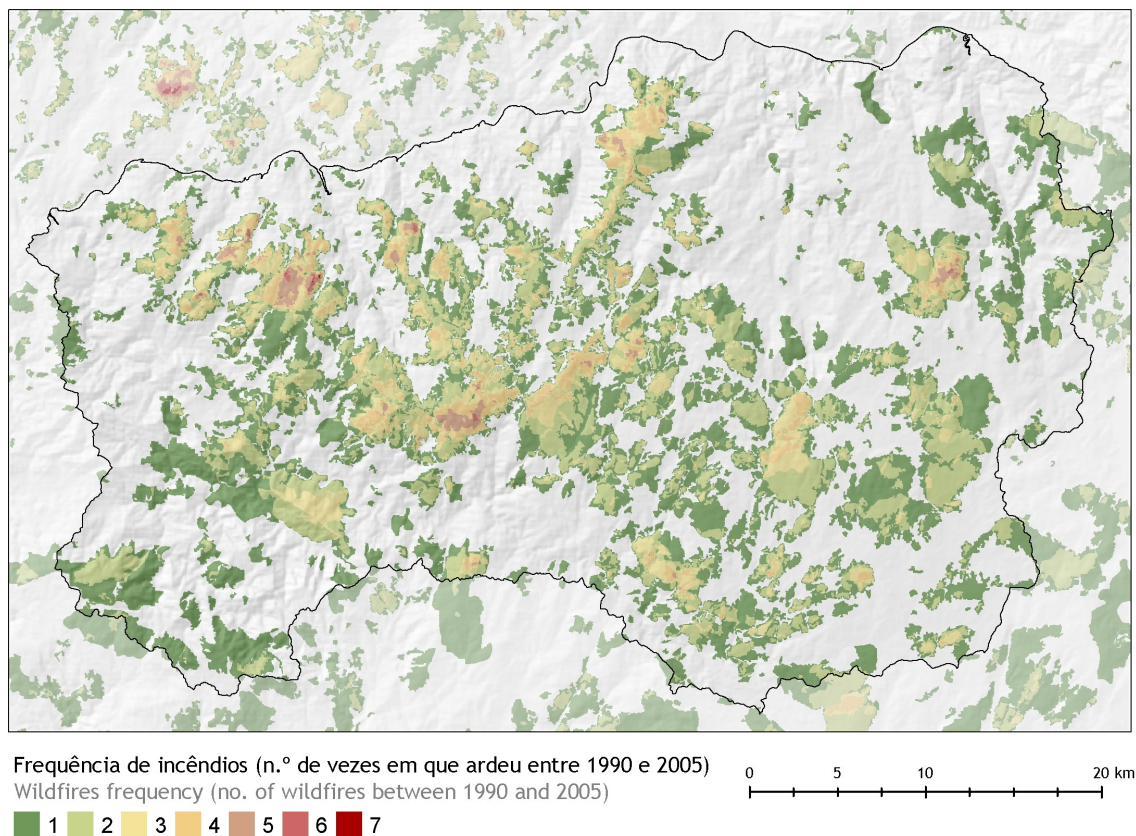 Frequência de incêndios (n.º de vezes em que ardeu entre 1990 e 2005)
Wildfires frequency (no. of wildfires between 1990 and 2005)
1 2 3 4 5 6 7
0 5 10 20 km